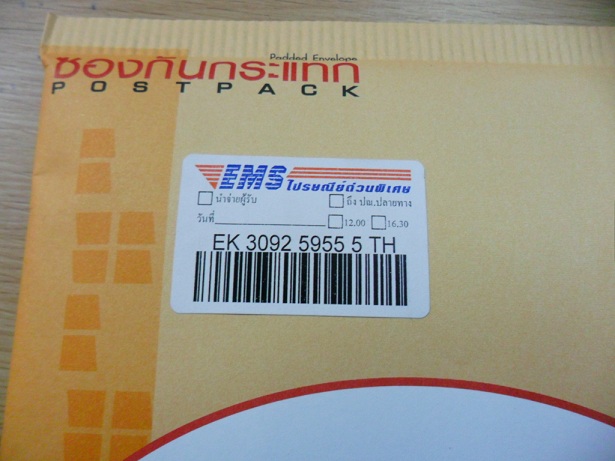 Padded Envelope
ซองกันกระแทก
POSTPACK
EMS ไปรษณีย์ด่วนพิเศษ
นำจ่ายผู้รับ ถึง ปณ.ปลายทาง
วันที่ 12.00 16.30
EK 3092 5955 5 TH